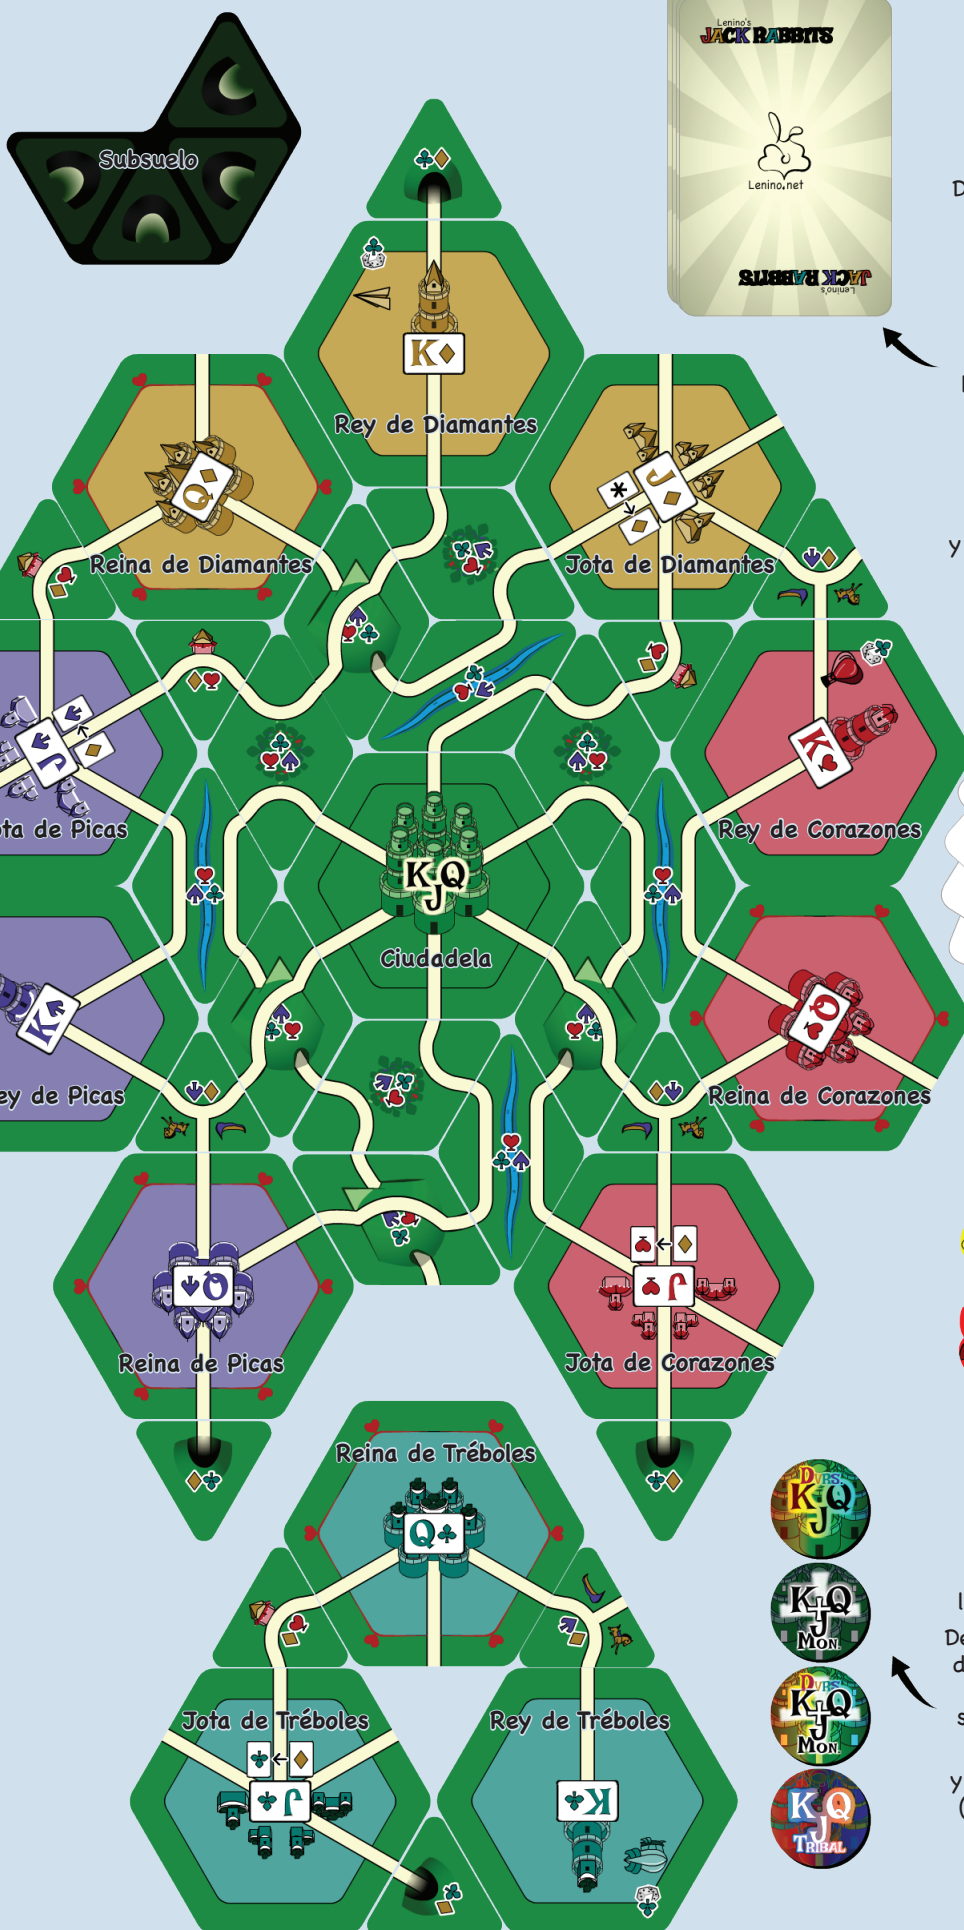 Lenino's
JACK RABBITS
Subsuelo
Lenino.net
JACK RABBITS
Lenino's
K
Rey de Diamantes
Q
J
*
Reina de Diamantes
Jota de Diamantes
J
K
ta de Picas
Rey de Corazones
K Q
J
Ciudadela
K
Q
ey de Picas
Reina de Corazones
Q
J
Reina de Picas
Jota de Corazones
Reina de Tréboles
Q
DVRS.
K Q
J
K Q
J
MON.
Jota de Tréboles
Rey de Tréboles
DVRS.
K Q
J
MON.
J
K
K Q
J
TRIBAL